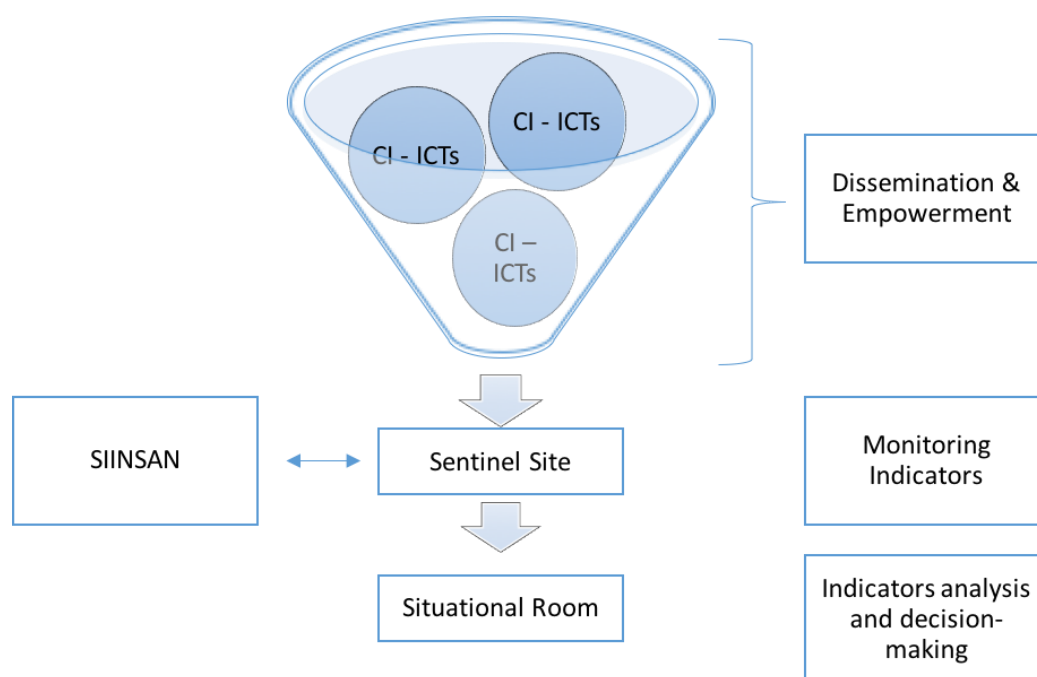 CI - ICTs
CI - ICTs
CI –
ICTs
Dissemination &
Empowerment
SIINSAN
Sentinel Site
Monitoring
Indicators
Situational Room
Indicators analysis
and decision-
making